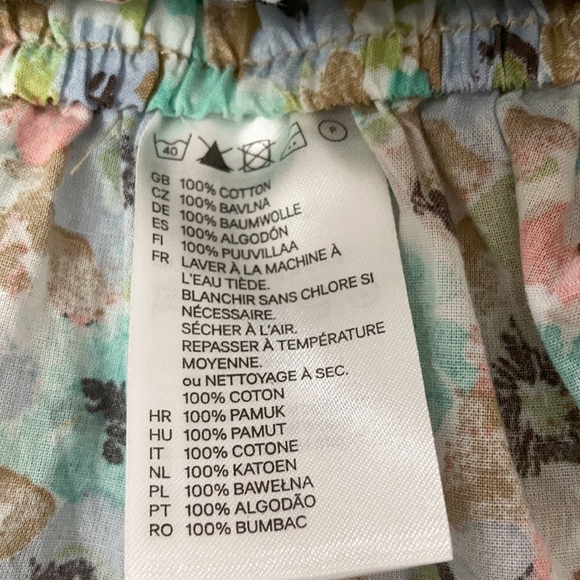 40 P
GB 100% COTTON
CZ 100% BAVLNA
DE 100% BAUMWOLLE
ES 100% ALGODÓN
FI 100% PUUVILLAA
FR LAVER À LA MACHINE À
L'EAU TIÈDE.
BLANCHIR SANS CHLORE SI
NÉCESSAIRE.
SÉCHER À L'AIR.
REPASSER À TEMPÉRATURE
MOYENNE.
ou NETTOYAGE À SEC.
100% COTON
HR 100% PAMUK
HU 100% PAMUT
IT 100% COTONE
NL 100% KATOEN
PL 100% BAWEŁNA
PT 100% ALGODÃO
RO 100% BUMBAC